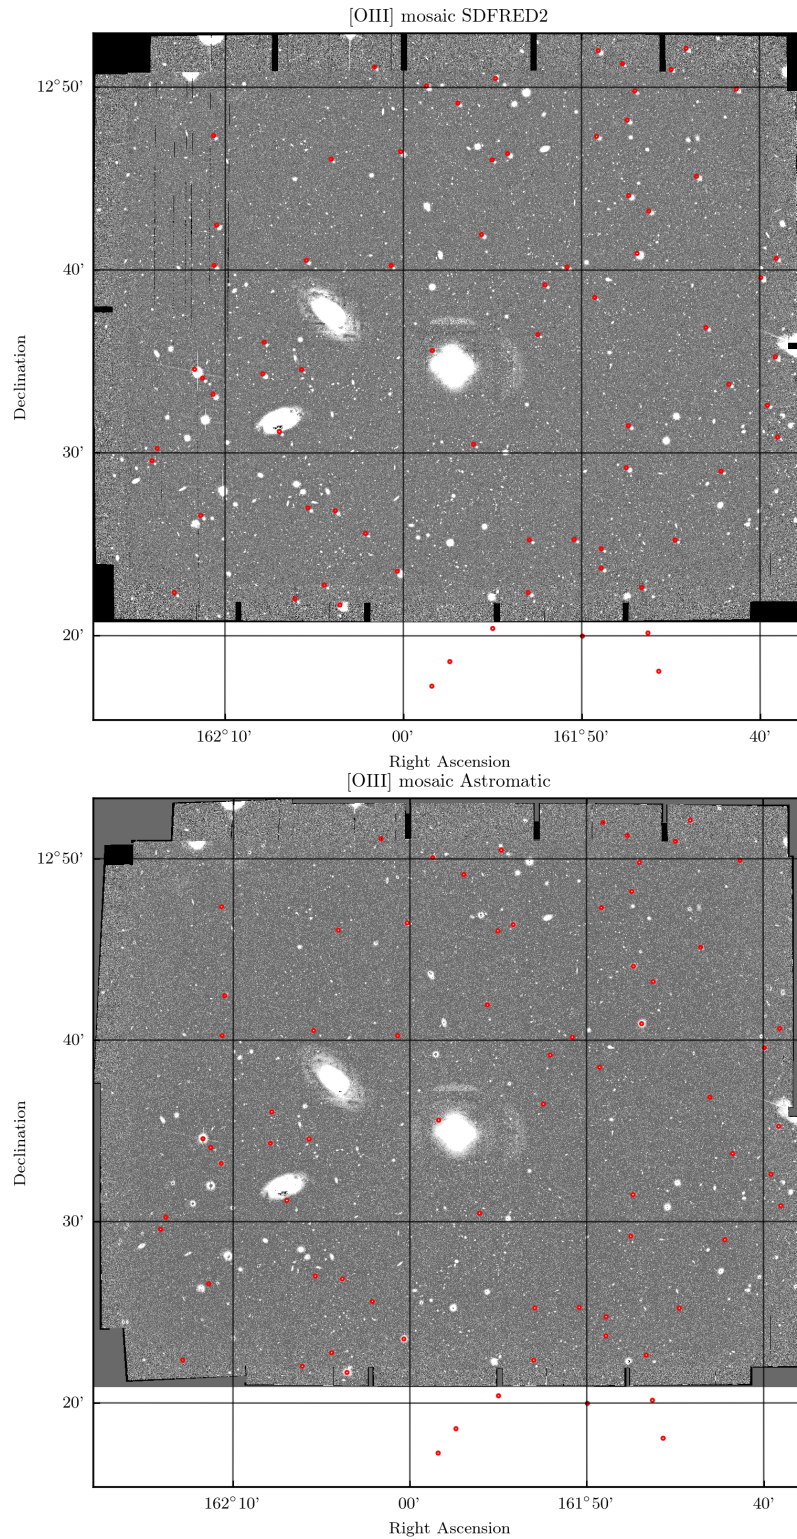 [OIII] mosaic SDFRED2
12°50'
40'
30'
20'
Declination
162°10'
00'
161°50'
40'
Right Ascension
[OIII] mosaic Astromatic
12°50'
40'
30'
20'
Declination
162°10'
00'
161°50'
40'
Right Ascension